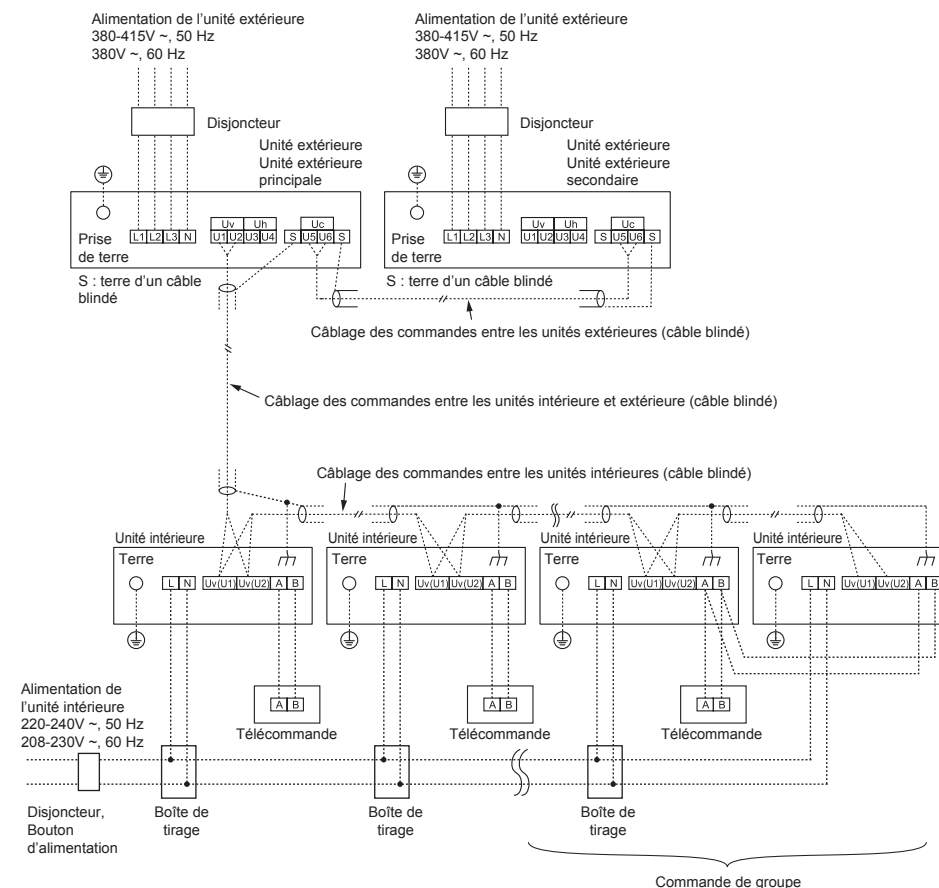 Alimentation de l'unité extérieure
380-415V ~, 50 Hz
380V ~, 60 Hz
Alimentation de l'unité extérieure
380-415V ~, 50 Hz
380V ~, 60 Hz
Disjoncteur
Disjoncteur
Unité extérieure
Unité extérieure
principale
Unité extérieure
Unité extérieure
secondaire
Uv Uh Uc
L1 L2 L3 N U1 U2 U3 U4 S U5 U6 S
Prise
de terre
Uv Uh Uc
L1 L2 L3 N U1 U2 U3 U4 S U5 U6 S
Prise
de terre
S : terre d'un câble
blindé
S : terre d'un câble blindé
Câblage des commandes entre les unités extérieures (câble blindé)
Câblage des commandes entre les unités intérieure et extérieure (câble blindé)
Câblage des commandes entre les unités intérieures (câble blindé)
Unité intérieure
Terre
L N Uv(U1) Uv(U2) A B
Unité intérieure
Terre
L N Uv(U1) Uv(U2) A B
Unité intérieure
Terre
L N Uv(U1) Uv(U2) A B
Unité intérieure
Terre
L N Uv(U1) Uv(U2) A B
A B
Télécommande
A B
Télécommande
A B
Télécommande
Alimentation de
l'unité intérieure
220-240V ~, 50 Hz
208-230V ~, 60 Hz
Disjoncteur,
Bouton
d'alimentation
Boîte de
tirage
Boîte de
tirage
Boîte de
tirage
Commande de groupe